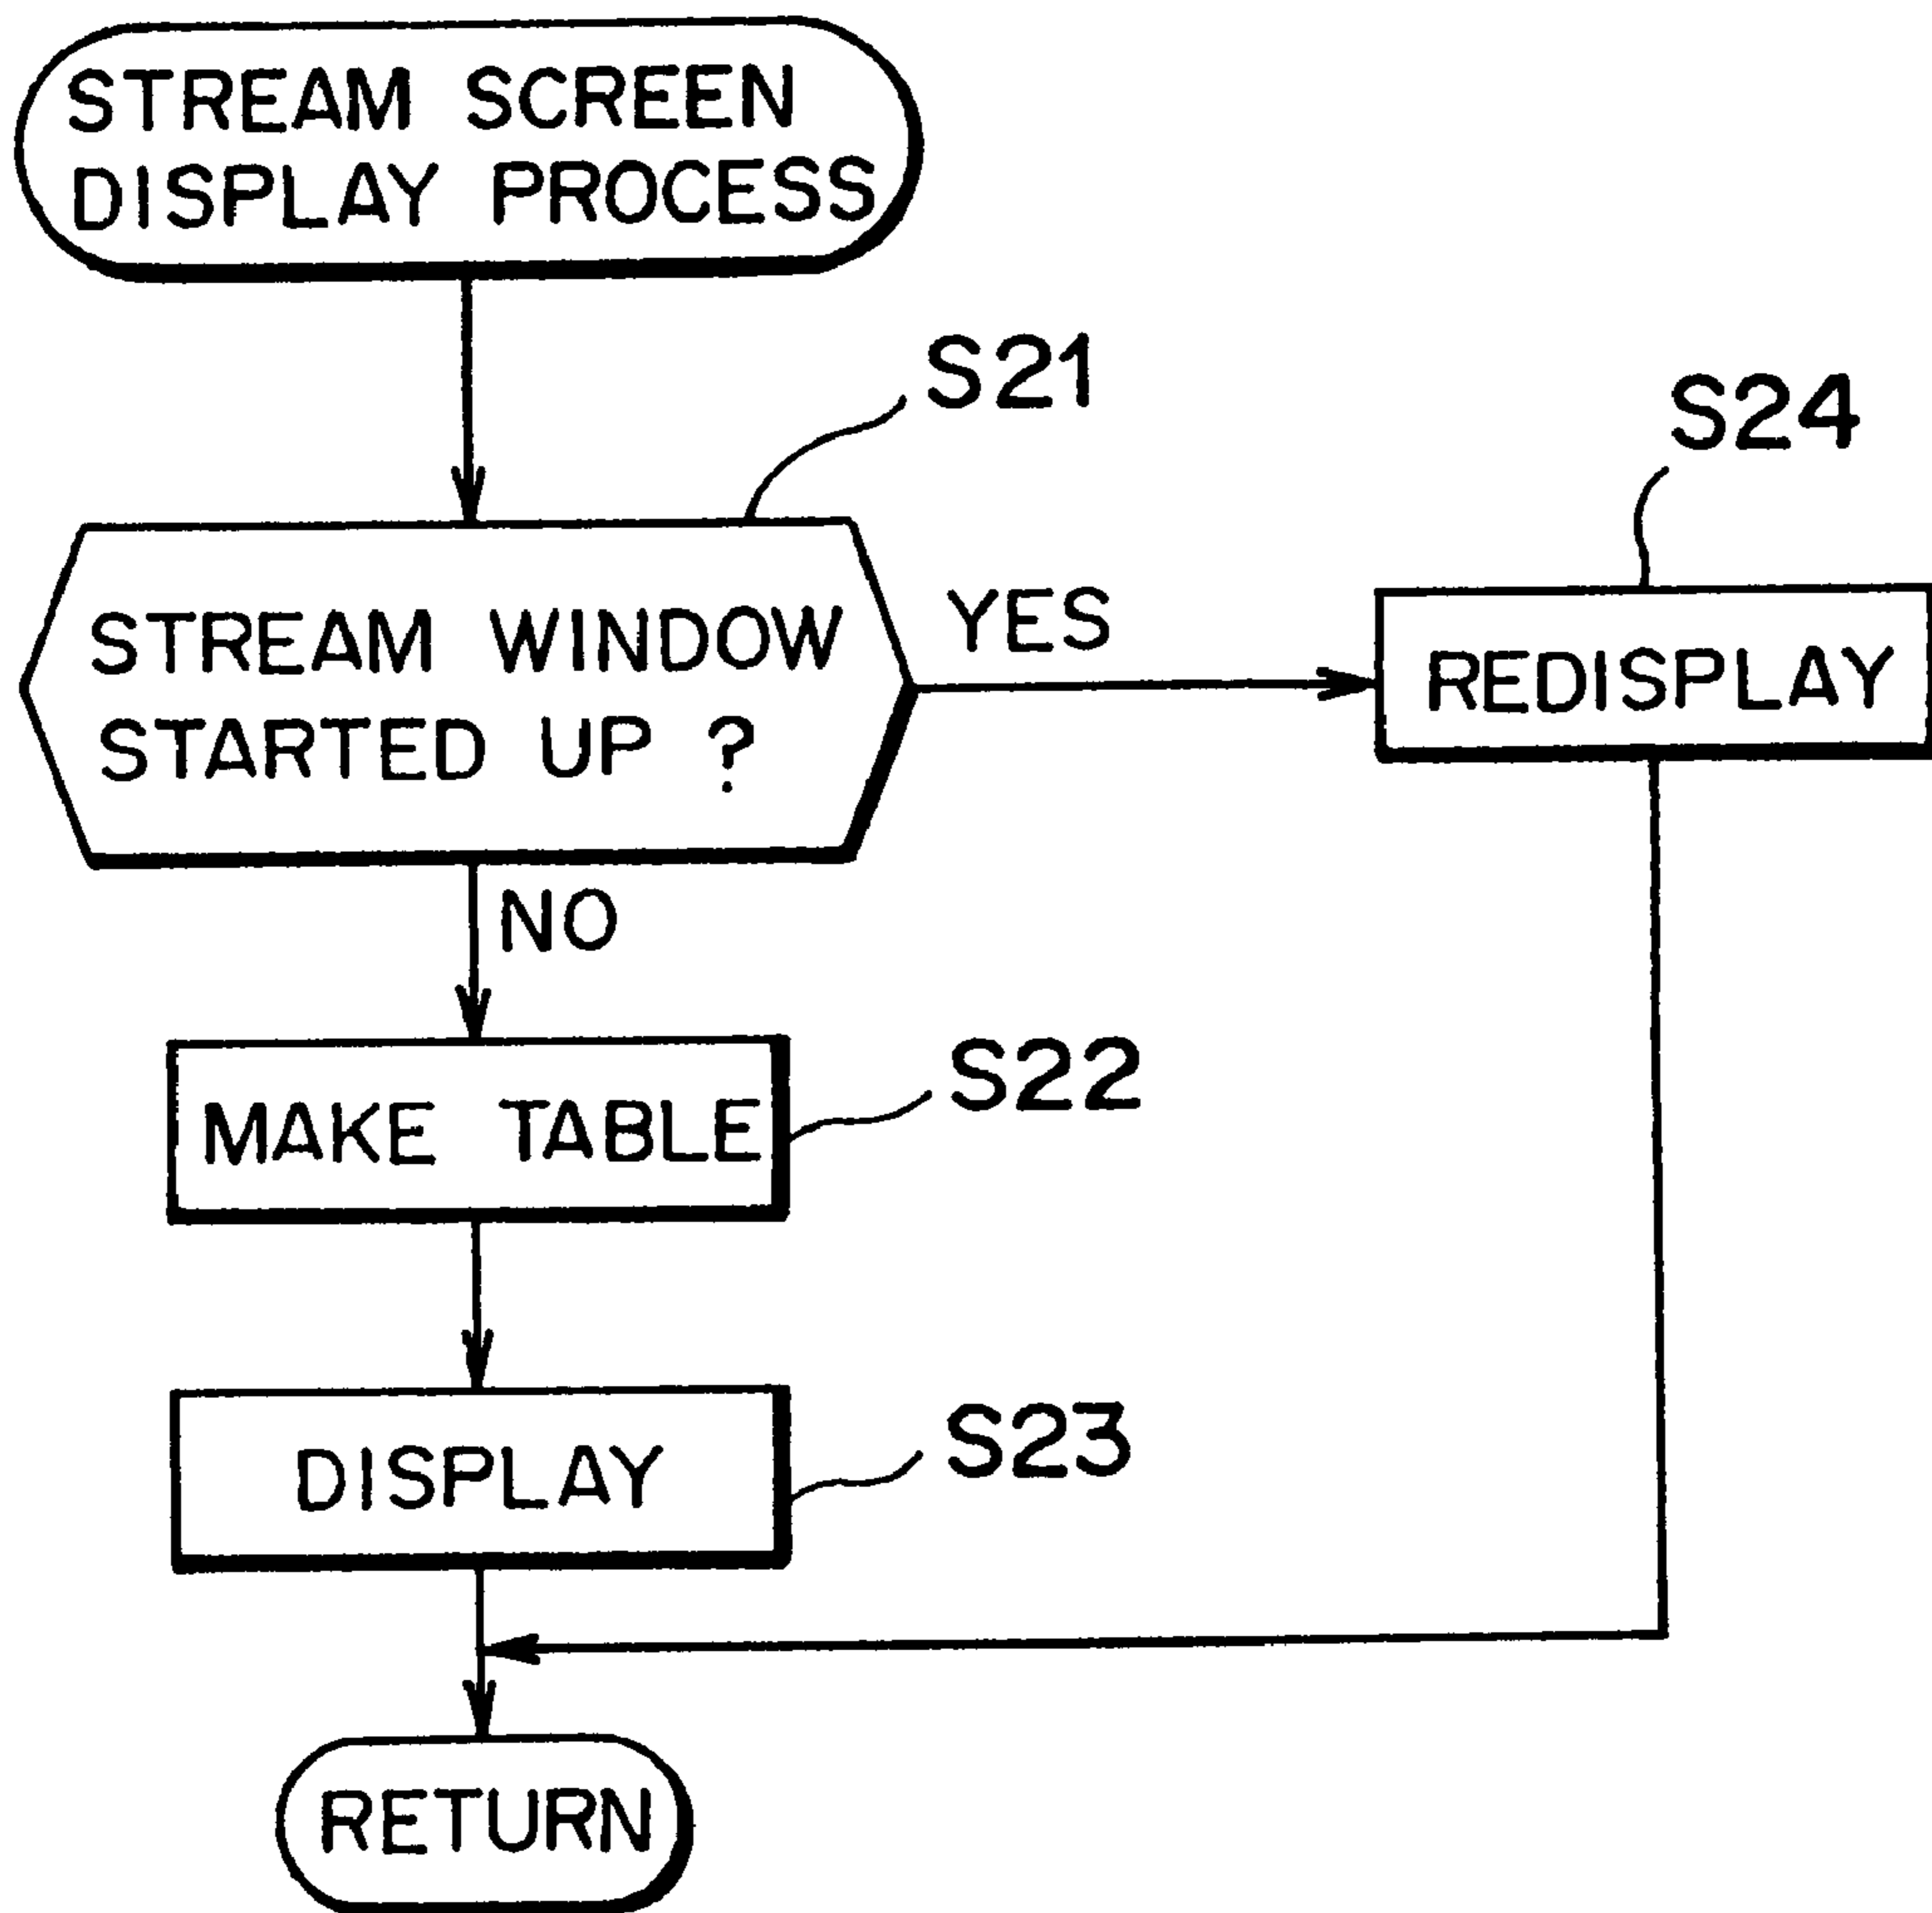 STREAM SCREEN
DISPLAY PROCESS
S21
S24
STREAM WINDOW
STARTED UP ?
YES
REDISPLAY
NO
MAKE TABLE
S22
DISPLAY
S23
RETURN